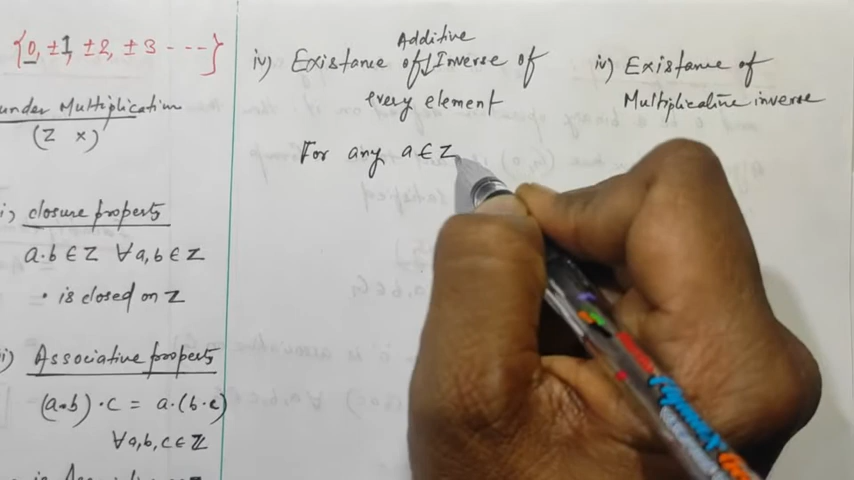 {0, ±1, ±2, ±3 ----}
under Multiplication
(Z ×)
i) closure property
a·b ∈ Z ∀ a,b ∈ Z
· is closed on Z
i) Associative property
(a·b)·c = a·(b·c)
∀a,b,c ∈ Z
iv) Existance of Additive Inverse of
every element
For any a ∈ Z
iv) Existance of
Multiplicative inverse